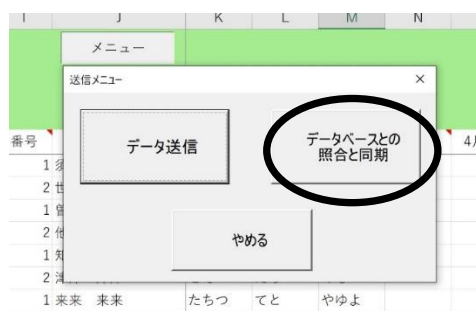 I J K L M N
メニュー
送信メニュー ×
データ送信
データベースとの
照合と同期
やめる
番号
1
2
1
2
1
2
1 来来 来来 たちつ てと やゆよ